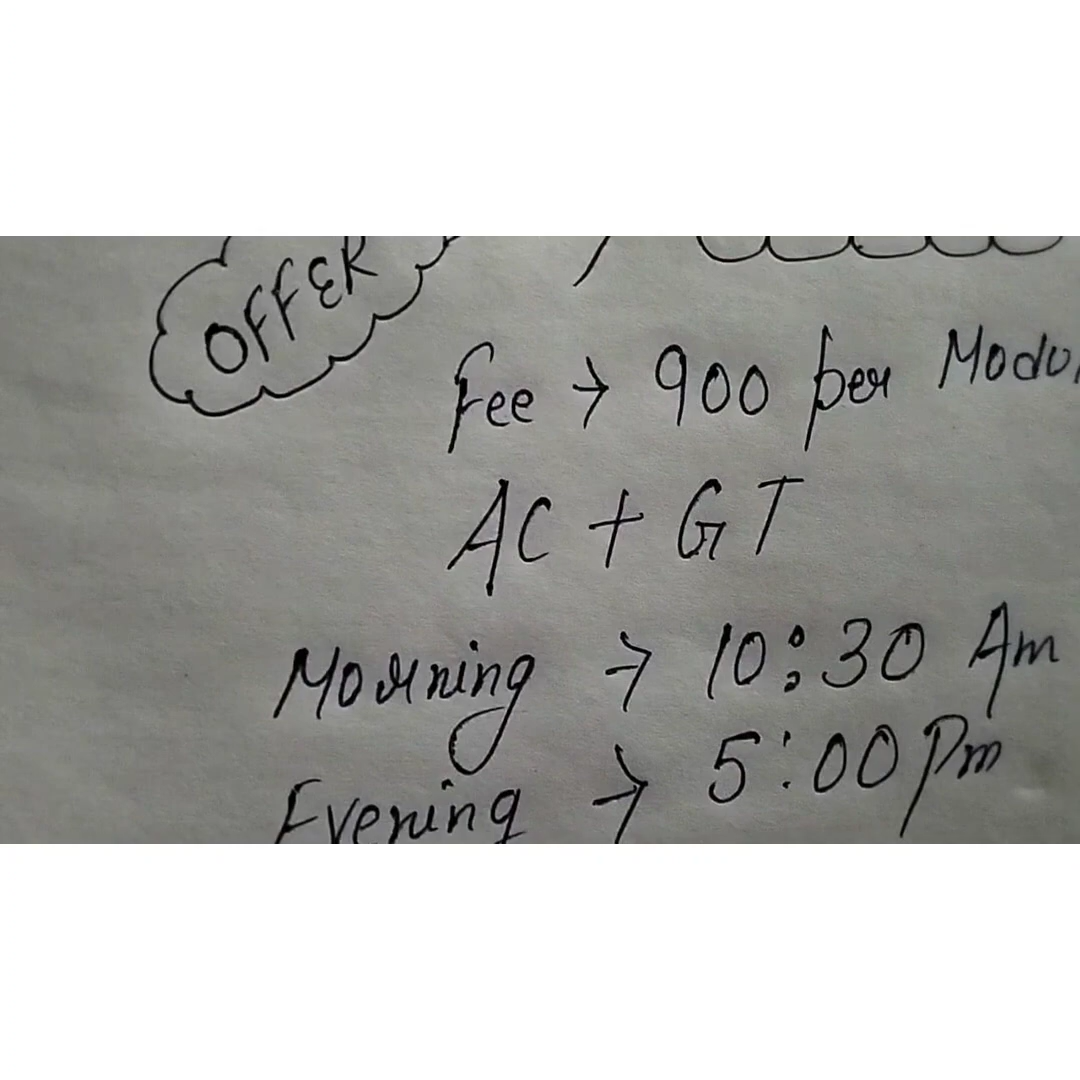 OFFER
Fee → 900 per
AC + GT
Morning → 10:30 Am
Evening → 5:00 Pm